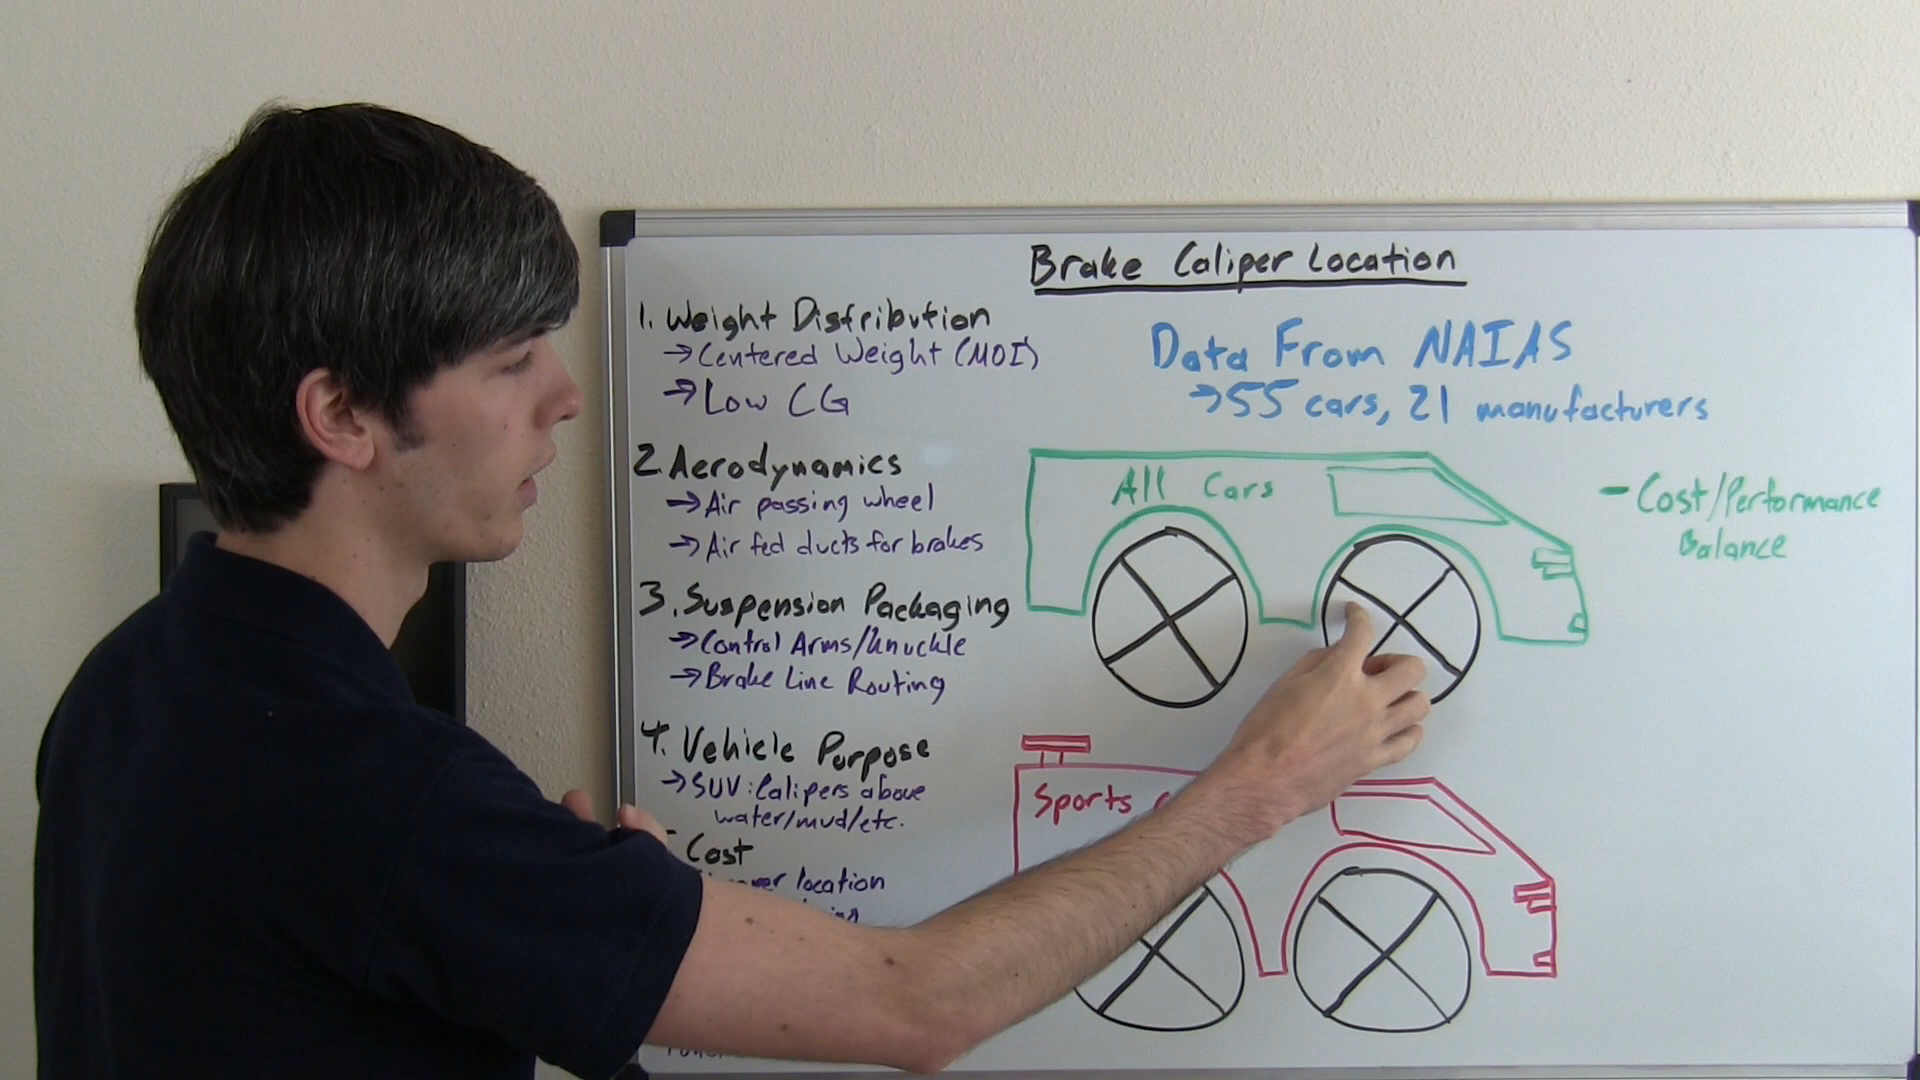 Brake Caliper Location
1. Weight Distribution
→ Centered Weight (MOI)
→ Low CG
2. Aerodynamics
→ Air passing wheel
→ Air fed ducts for brakes
3. Suspension Packaging
→ Control Arms/Knuckle
→ Brake Line Routing
4. Vehicle Purpose
→ SUV: Calipers above
water/mud/etc.
Cost
location
Data From NAIAS
→ 55 cars, 21 manufacturers
All Cars
- Cost/Performance
Balance
Sports